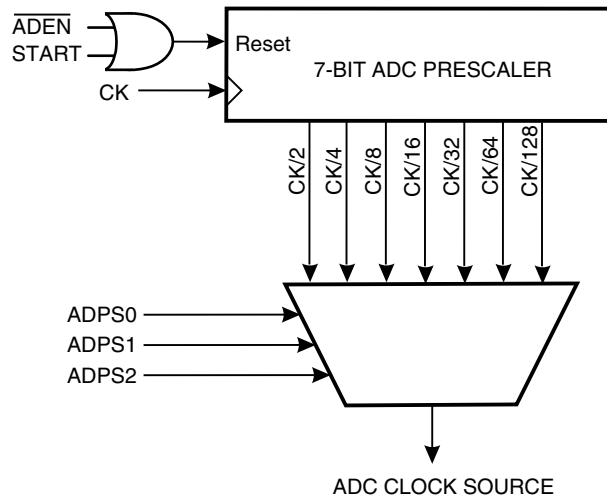 ADEN
START
Reset
7-BIT ADC PRESCALER
CK
CK/2
CK/4
CK/8
CK/16
CK/32
CK/64
CK/128
ADPS0
ADPS1
ADPS2
ADC CLOCK SOURCE